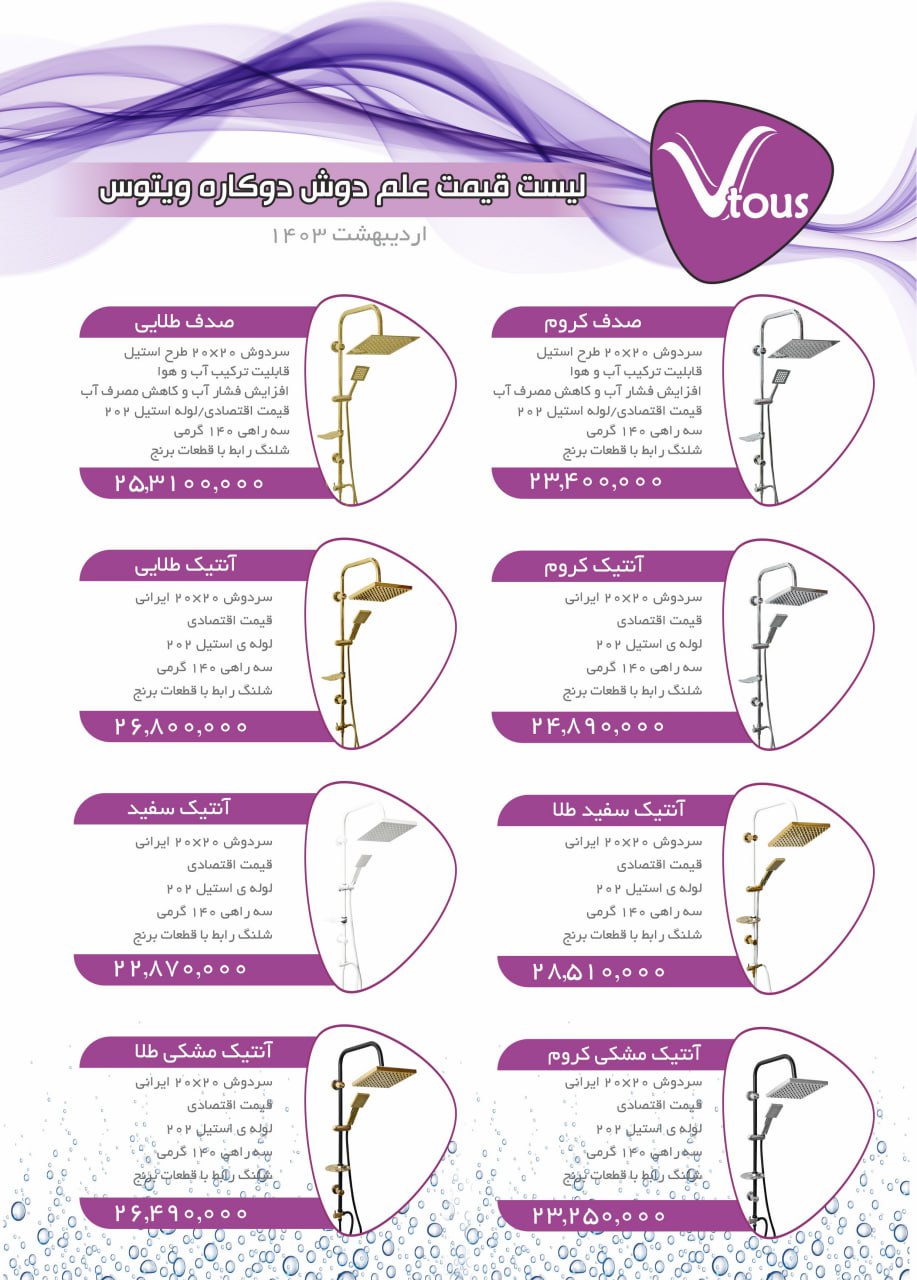 Vtous
لیست قیمت علم دوش دوکاره ویتوس
اردیبهشت ۱۴۰۳
صدف کروم
سردوش ۲۰×۲۰ طرح استیل
قابلیت ترکیب آب و هوا
افزایش فشار آب و کاهش مصرف آب
قیمت اقتصادی/لوله استیل ۲۰۲
سه راهی ۱۴۰ گرمی
شلنگ رابط با قطعات برنج
۲۳,۴۰۰,۰۰۰
صدف طلایی
سردوش ۲۰×۲۰ طرح استیل
قابلیت ترکیب آب و هوا
افزایش فشار آب و کاهش مصرف آب
قیمت اقتصادی/لوله استیل ۲۰۲
سه راهی ۱۴۰ گرمی
شلنگ رابط با قطعات برنج
۲۵,۳۱۰۰,۰۰۰
آنتیک کروم
سردوش ۲۰×۲۰ ایرانی
قیمت اقتصادی
لوله ی استیل ۲۰۲
سه راهی ۱۴۰ گرمی
شلنگ رابط با قطعات برنج
۲۴,۸۹۰,۰۰۰
آنتیک طلایی
سردوش ۲۰×۲۰ ایرانی
قیمت اقتصادی
لوله ی استیل ۲۰۲
سه راهی ۱۴۰ گرمی
شلنگ رابط با قطعات برنج
۲۶,۸۰۰,۰۰۰
آنتیک سفید طلا
سردوش ۲۰×۲۰ ایرانی
قیمت اقتصادی
لوله ی استیل ۲۰۲
سه راهی ۱۴۰ گرمی
شلنگ رابط با قطعات برنج
۲۸,۵۱۰,۰۰۰
آنتیک سفید
سردوش ۲۰×۲۰ ایرانی
قیمت اقتصادی
لوله ی استیل ۲۰۲
سه راهی ۱۴۰ گرمی
شلنگ رابط با قطعات برنج
۲۲,۸۷۰,۰۰۰
آنتیک مشکی کروم
سردوش ۲۰×۲۰ ایرانی
قیمت اقتصادی
لوله ی استیل ۲۰۲
سه راهی ۱۴۰ گرمی
شلنگ رابط با قطعات برنج
۲۳,۲۵۰,۰۰۰
آنتیک مشکی طلا
سردوش ۲۰×۲۰ ایرانی
قیمت اقتصادی
لوله ی استیل ۲۰۲
سه راهی ۱۴۰ گرمی
شلنگ رابط با قطعات برنج
۲۶,۴۹۰,۰۰۰